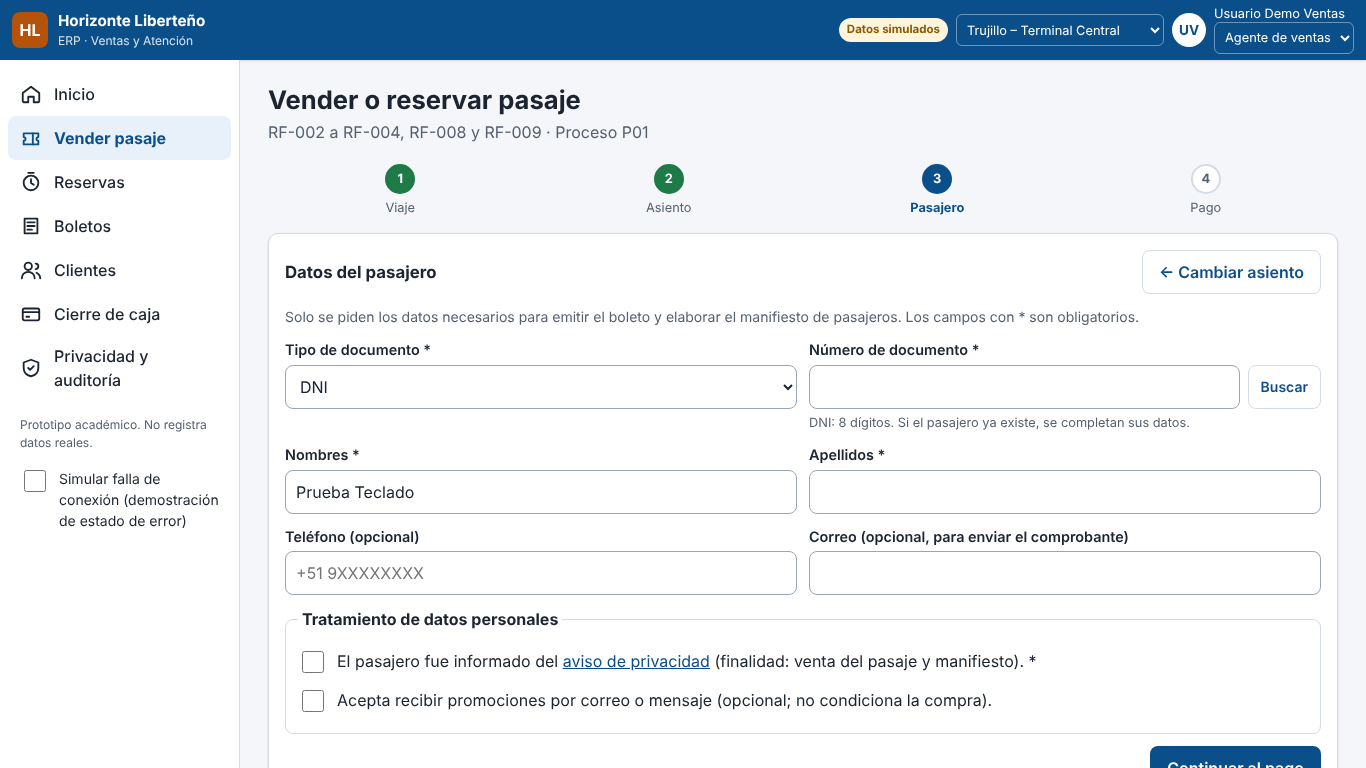 HL
Horizonte Liberteño
ERP · Ventas y Atención
Datos simulados
Trujillo – Terminal Central
UV
Usuario Demo Ventas
Agente de ventas
Inicio
Vender pasaje
Reservas
Boletos
Clientes
Cierre de caja
Privacidad y
auditoría
Prototipo académico. No registra
datos reales.
Simular falla de
conexión (demostración
de estado de error)
Vender o reservar pasaje
RF-002 a RF-004, RF-008 y RF-009 · Proceso P01
1
Viaje
2
Asiento
3
Pasajero
4
Pago
Datos del pasajero
← Cambiar asiento
Solo se piden los datos necesarios para emitir el boleto y elaborar el manifiesto de pasajeros. Los campos con * son obligatorios.
Tipo de documento *
DNI
Número de documento *
Buscar
DNI: 8 dígitos. Si el pasajero ya existe, se completan sus datos.
Nombres *
Prueba Teclado
Apellidos *
Teléfono (opcional)
+51 9XXXXXXXX
Correo (opcional, para enviar el comprobante)
Tratamiento de datos personales
El pasajero fue informado del aviso de privacidad (finalidad: venta del pasaje y manifiesto). *
Acepta recibir promociones por correo o mensaje (opcional; no condiciona la compra).
Continuar al pago